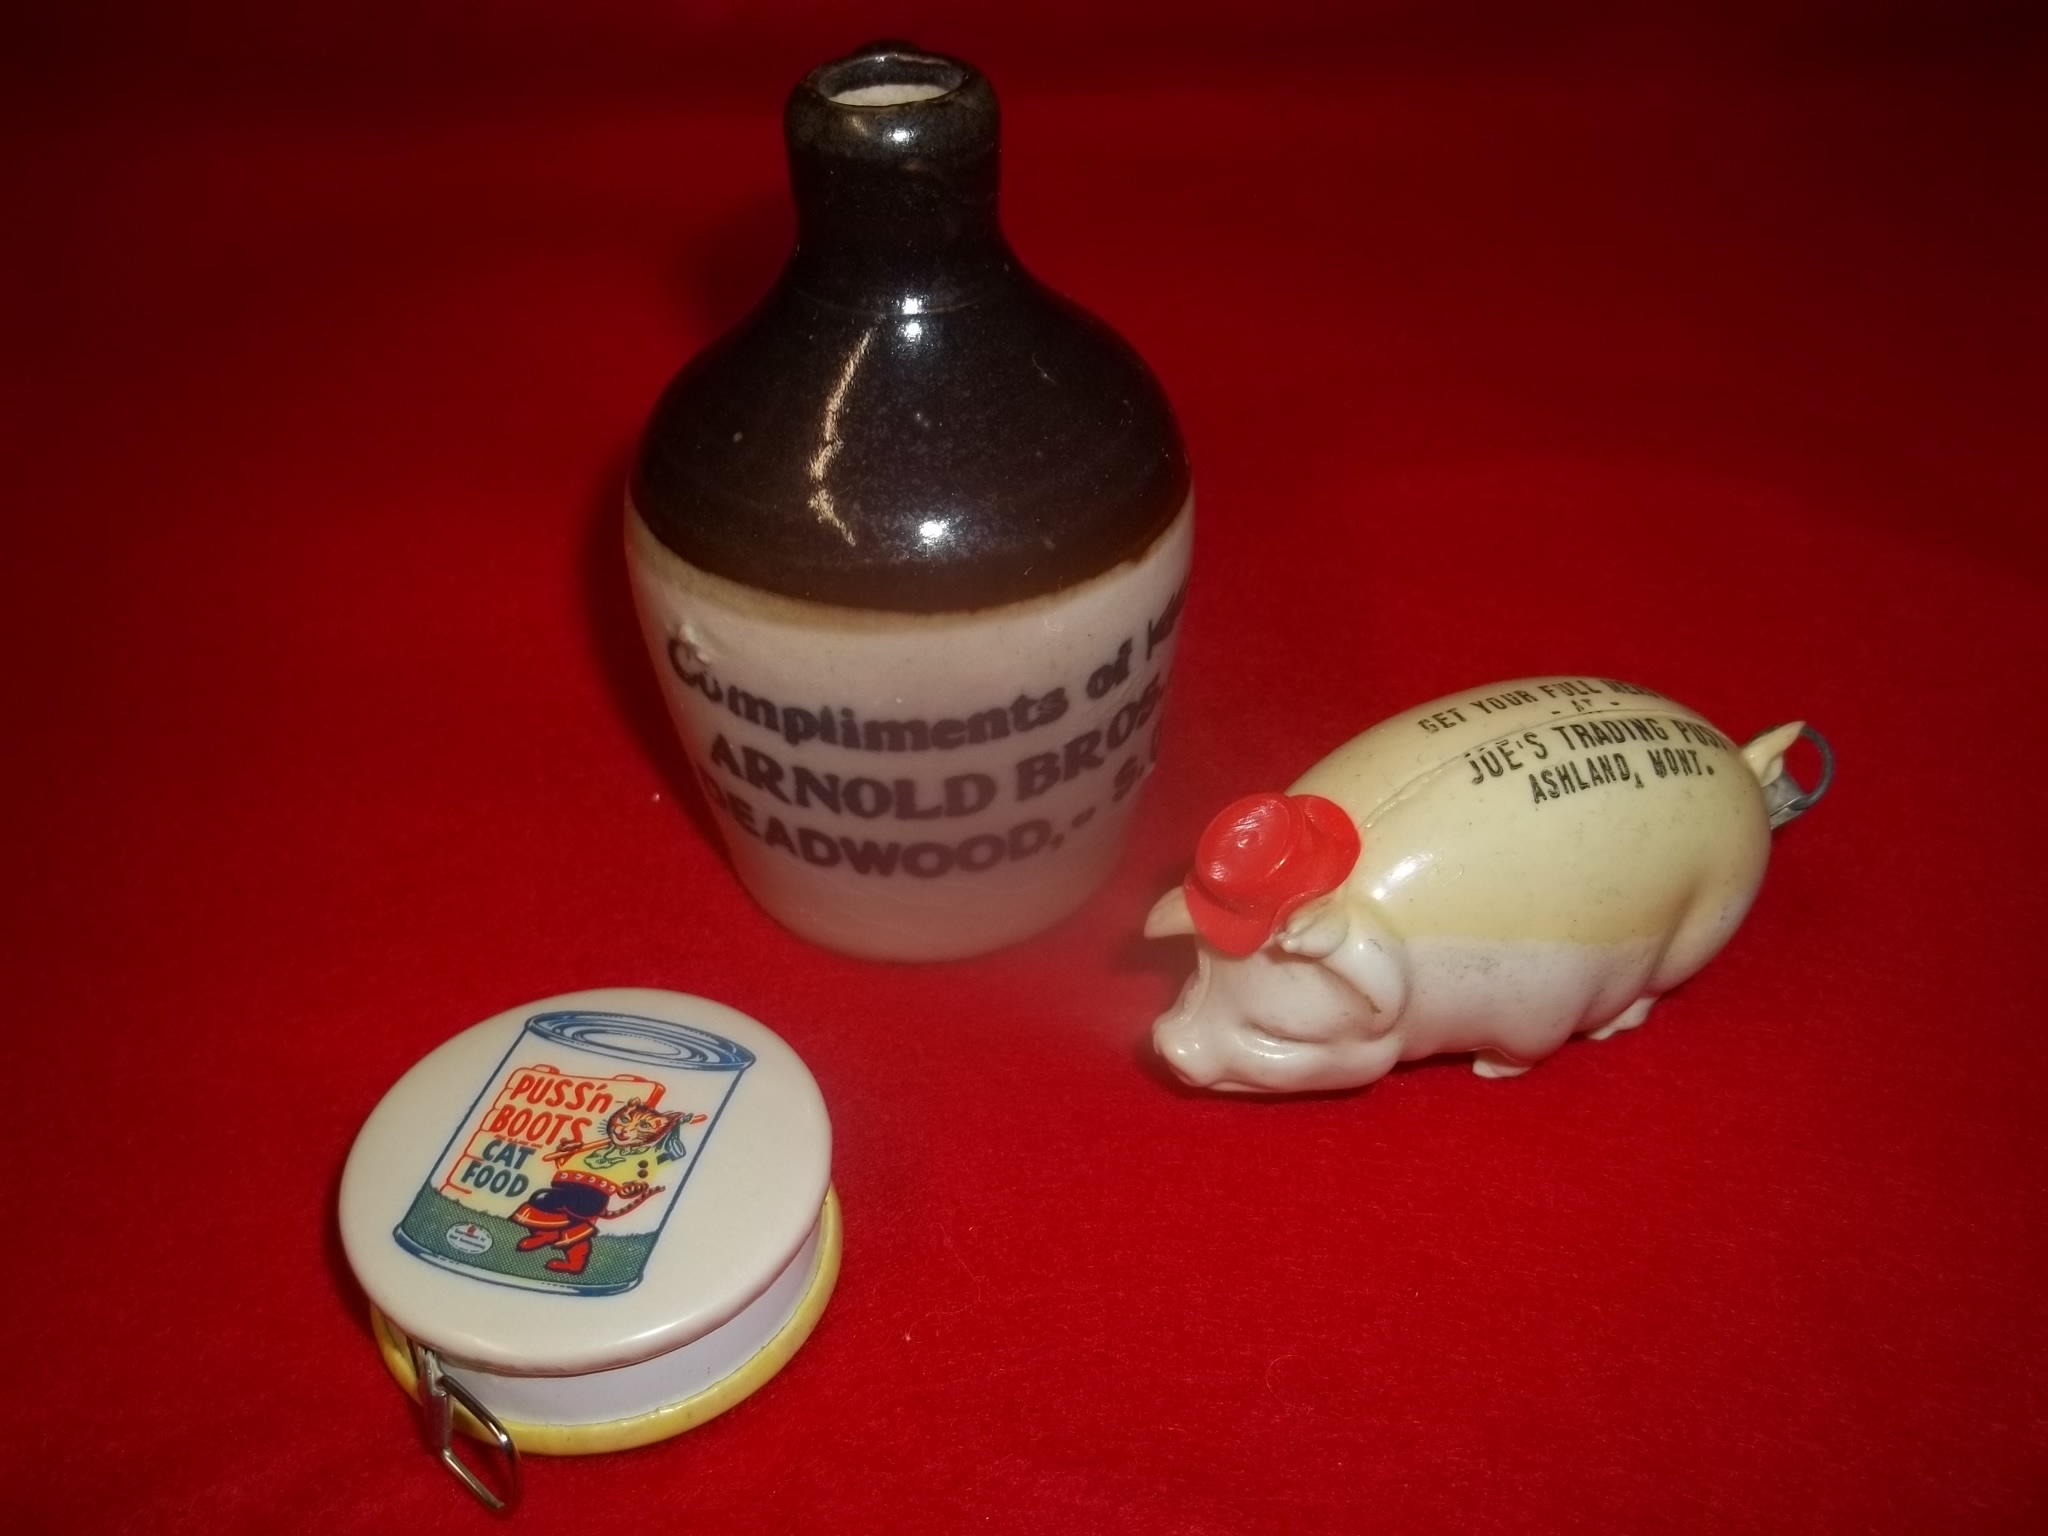 Compliments of
ARNOLD BROS.
DEADWOOD,- S.
GET YOUR FULL
- AT -
JOE'S TRADING POST
ASHLAND, MONT.
PUSS'n
BOOTS
CAT
FOOD